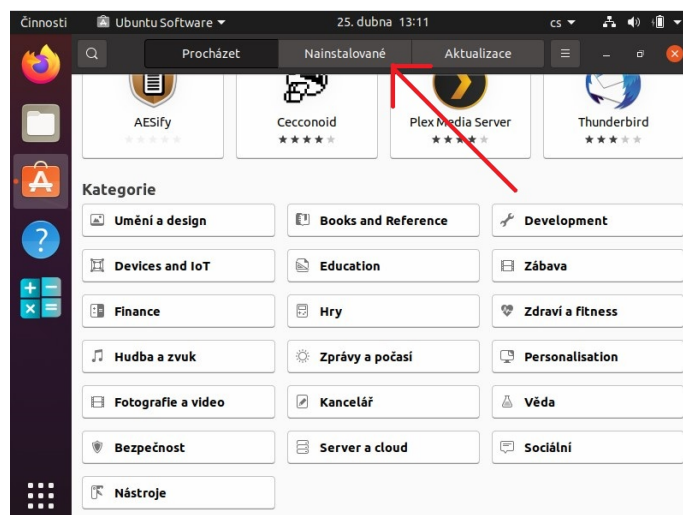 Činnosti Ubuntu Software 25. dubna 13:11 cs
Procházet Nainstalované Aktualizace
AESify Cecconoid Plex Media Server Thunderbird
Kategorie
Umění a design Books and Reference Development
Devices and IoT Education Zábava
Finance Hry Zdraví a fitness
Hudba a zvuk Zprávy a počasí Personalisation
Fotografie a video Kancelář Věda
Bezpečnost Server a cloud Sociální
Nástroje